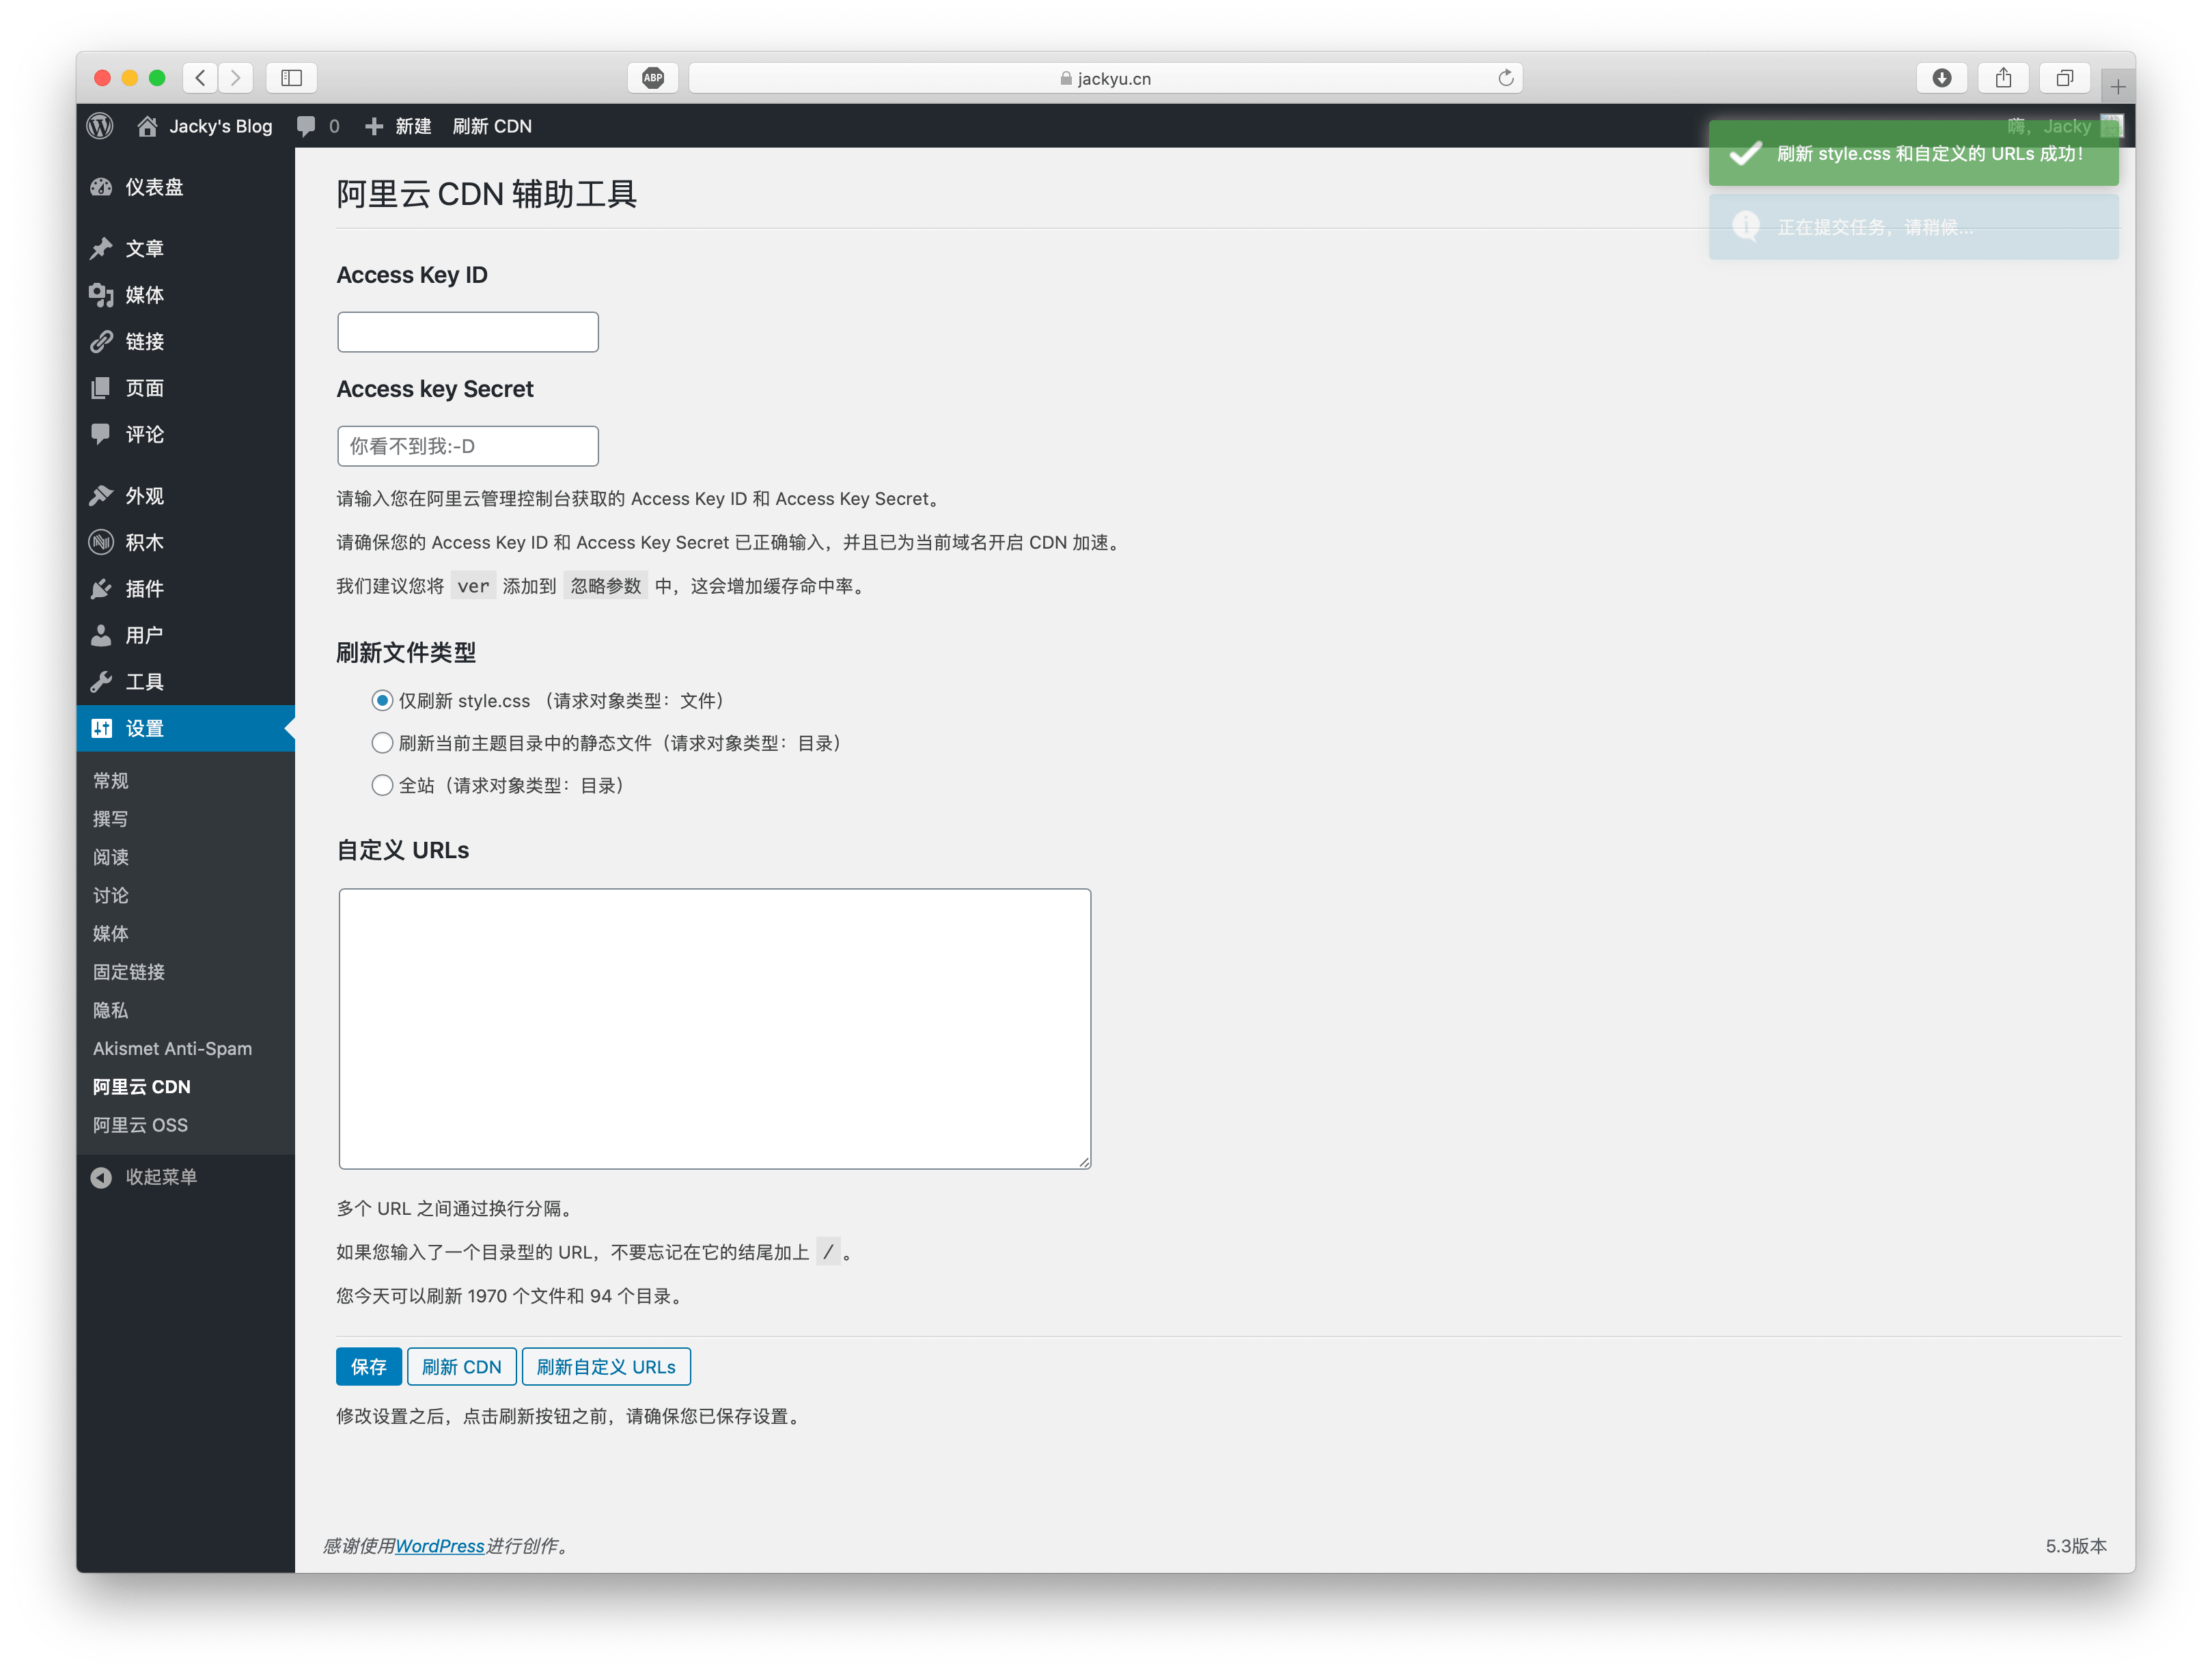 ABP
jackyu.cn
Jacky's Blog 0 新建 刷新 CDN
嗨，Jacky
刷新 style.css 和自定义的 URLs 成功！
正在提交任务，请稍候...
仪表盘
文章
媒体
链接
页面
评论
外观
积木
插件
用户
工具
设置
常规
撰写
阅读
讨论
媒体
固定链接
隐私
Akismet Anti-Spam
阿里云 CDN
阿里云 OSS
收起菜单
阿里云 CDN 辅助工具
Access Key ID
Access key Secret
你看不到我:-D
请输入您在阿里云管理控制台获取的 Access Key ID 和 Access Key Secret。
请确保您的 Access Key ID 和 Access Key Secret 已正确输入，并且已为当前域名开启 CDN 加速。
我们建议您将 ver 添加到 忽略参数 中，这会增加缓存命中率。
刷新文件类型
仅刷新 style.css （请求对象类型：文件）
刷新当前主题目录中的静态文件（请求对象类型：目录）
全站（请求对象类型：目录）
自定义 URLs
多个 URL 之间通过换行分隔。
如果您输入了一个目录型的 URL，不要忘记在它的结尾加上 / 。
您今天可以刷新 1970 个文件和 94 个目录。
保存 刷新 CDN 刷新自定义 URLs
修改设置之后，点击刷新按钮之前，请确保您已保存设置。
感谢使用WordPress进行创作。
5.3版本